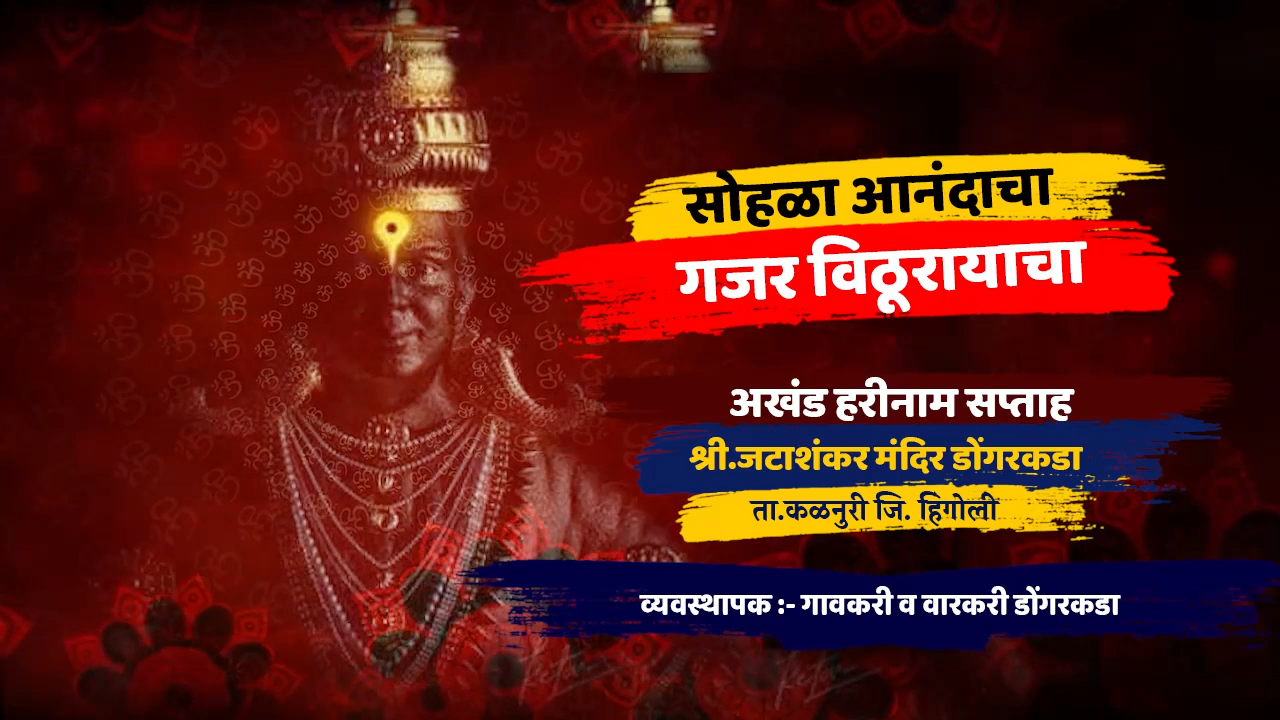 सोहळा आनंदाचा
गजर विठूरायाचा
अखंड हरीनाम सप्ताह
श्री.जटाशंकर मंदिर डोंगरकडा
ता.कळनुरी जि. हिंगोली
व्यवस्थापक :- गावकरी व वारकरी डोंगरकडा